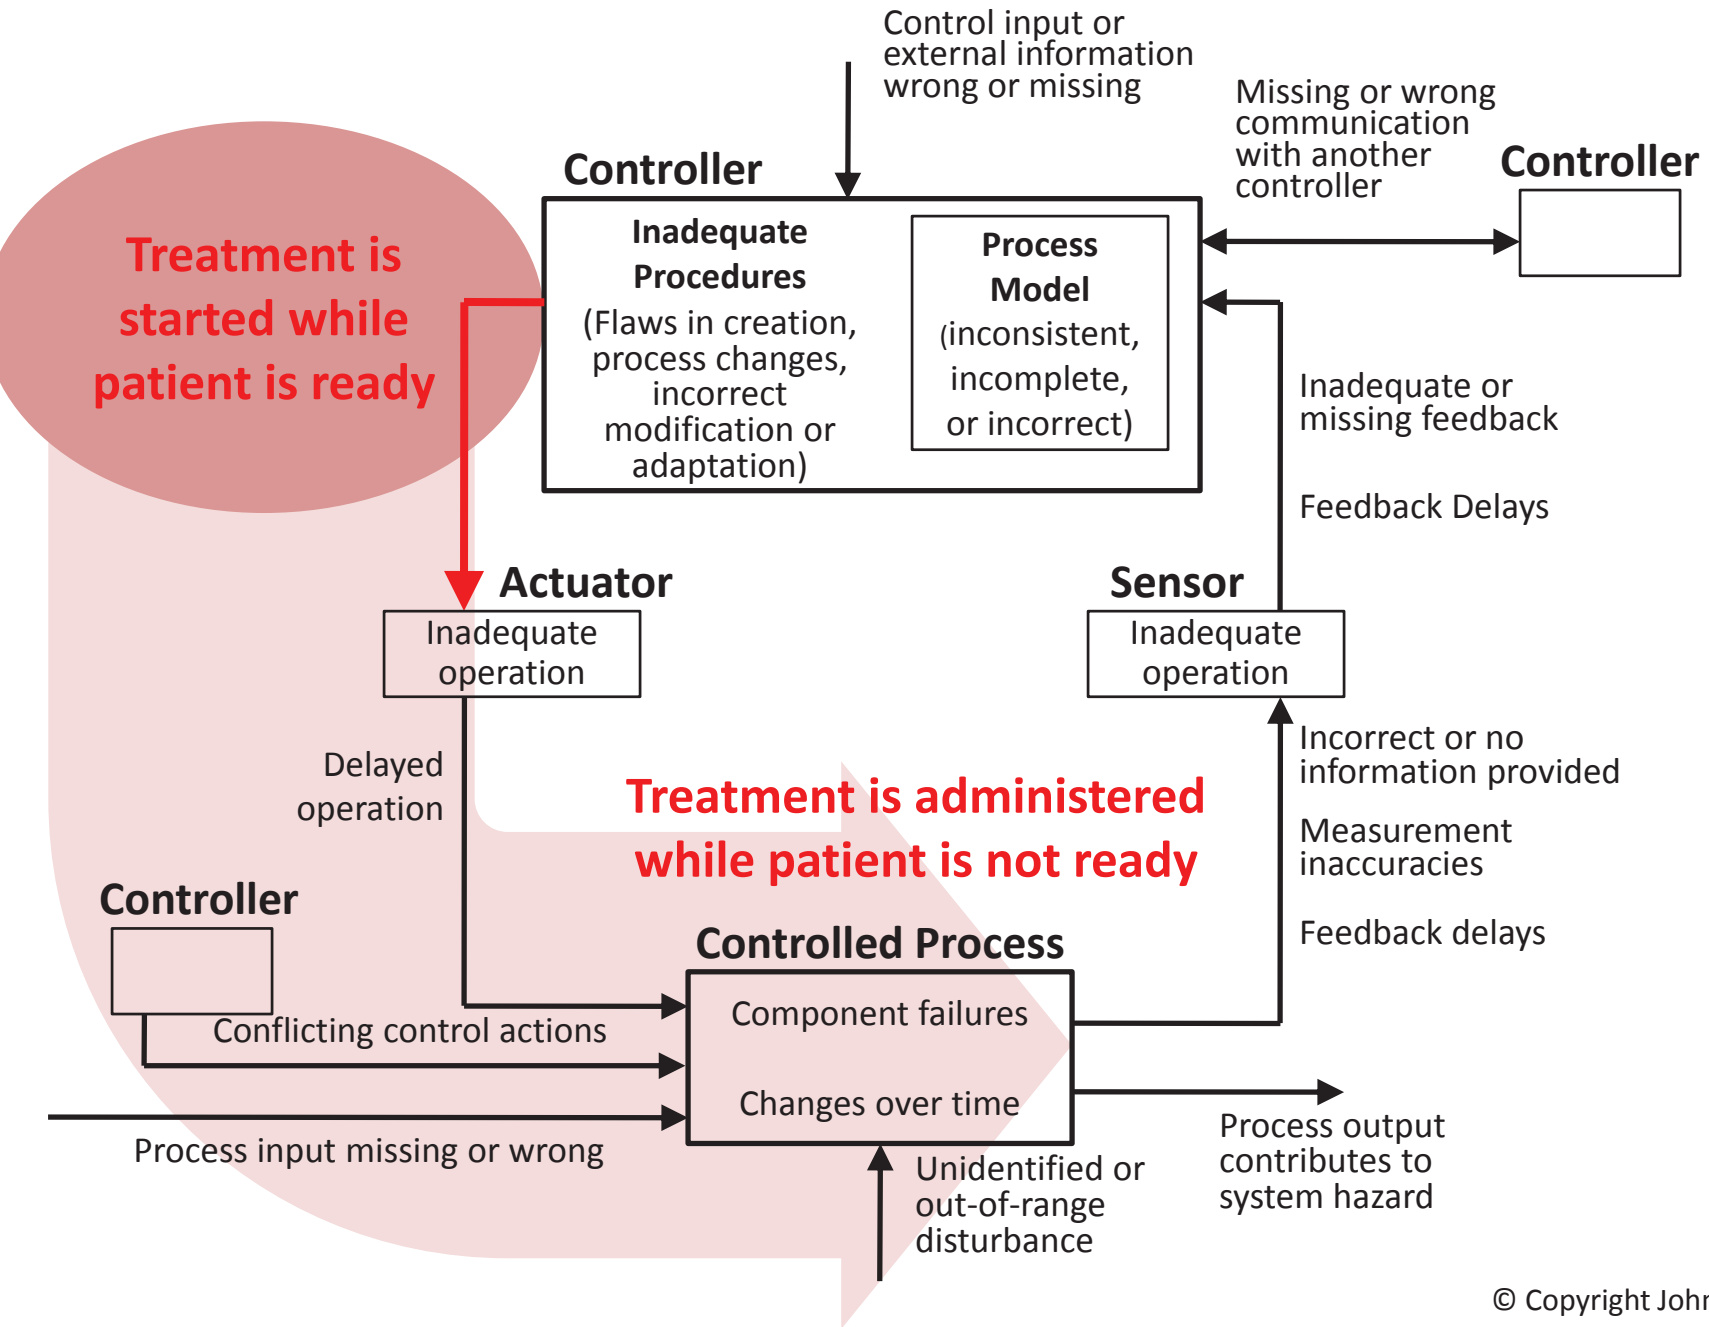 Control input or
external information
wrong or missing
Missing or wrong
communication
with another
controller
Controller
Controller
Treatment is
started while
patient is ready
Inadequate
Procedures
(Flaws in creation,
process changes,
incorrect
modification or
adaptation)
Process
Model
(inconsistent,
incomplete,
or incorrect)
Inadequate or
missing feedback
Feedback Delays
Actuator
Inadequate
operation
Sensor
Inadequate
operation
Delayed
operation
Treatment is administered
while patient is not ready
Incorrect or no
information provided
Measurement
inaccuracies
Feedback delays
Controller
Controlled Process
Component failures
Changes over time
Conflicting control actions
Process input missing or wrong
Unidentified or
out-of-range
disturbance
Process output
contributes to
system hazard
© Copyright John